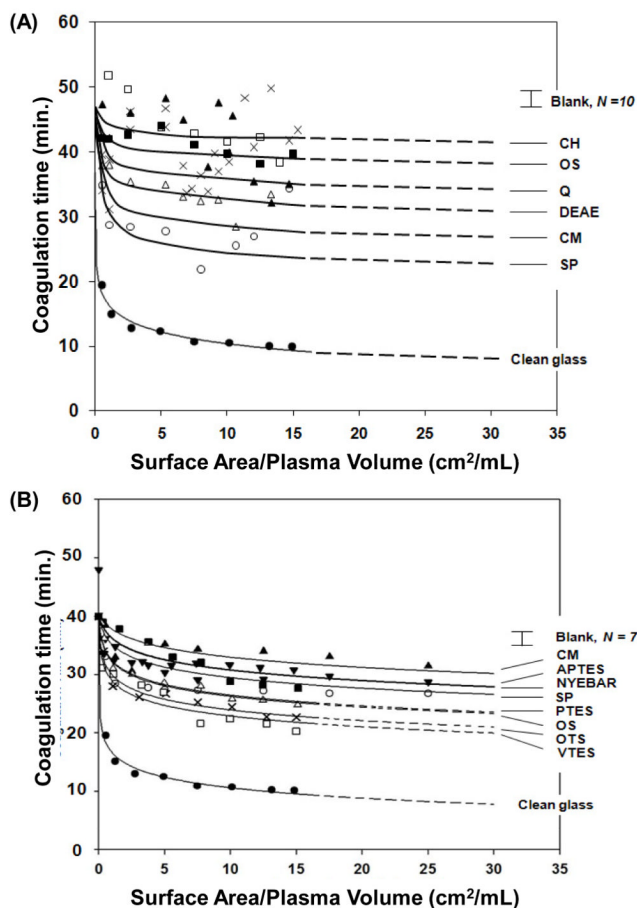 (A)
60
50
40
30
20
10
0
Coagulation time (min.)
Blank, N =10
CH
OS
Q
DEAE
CM
SP
Clean glass
0 5 10 15 20 25 30 35
Surface Area/Plasma Volume (cm²/mL)
(B)
60
50
40
30
20
10
0
Coagulation time (min.)
Blank, N = 7
CM
APTES
NYEBAR
SP
PTES
OS
OTS
VTES
Clean glass
0 5 10 15 20 25 30 35
Surface Area/Plasma Volume (cm²/mL)